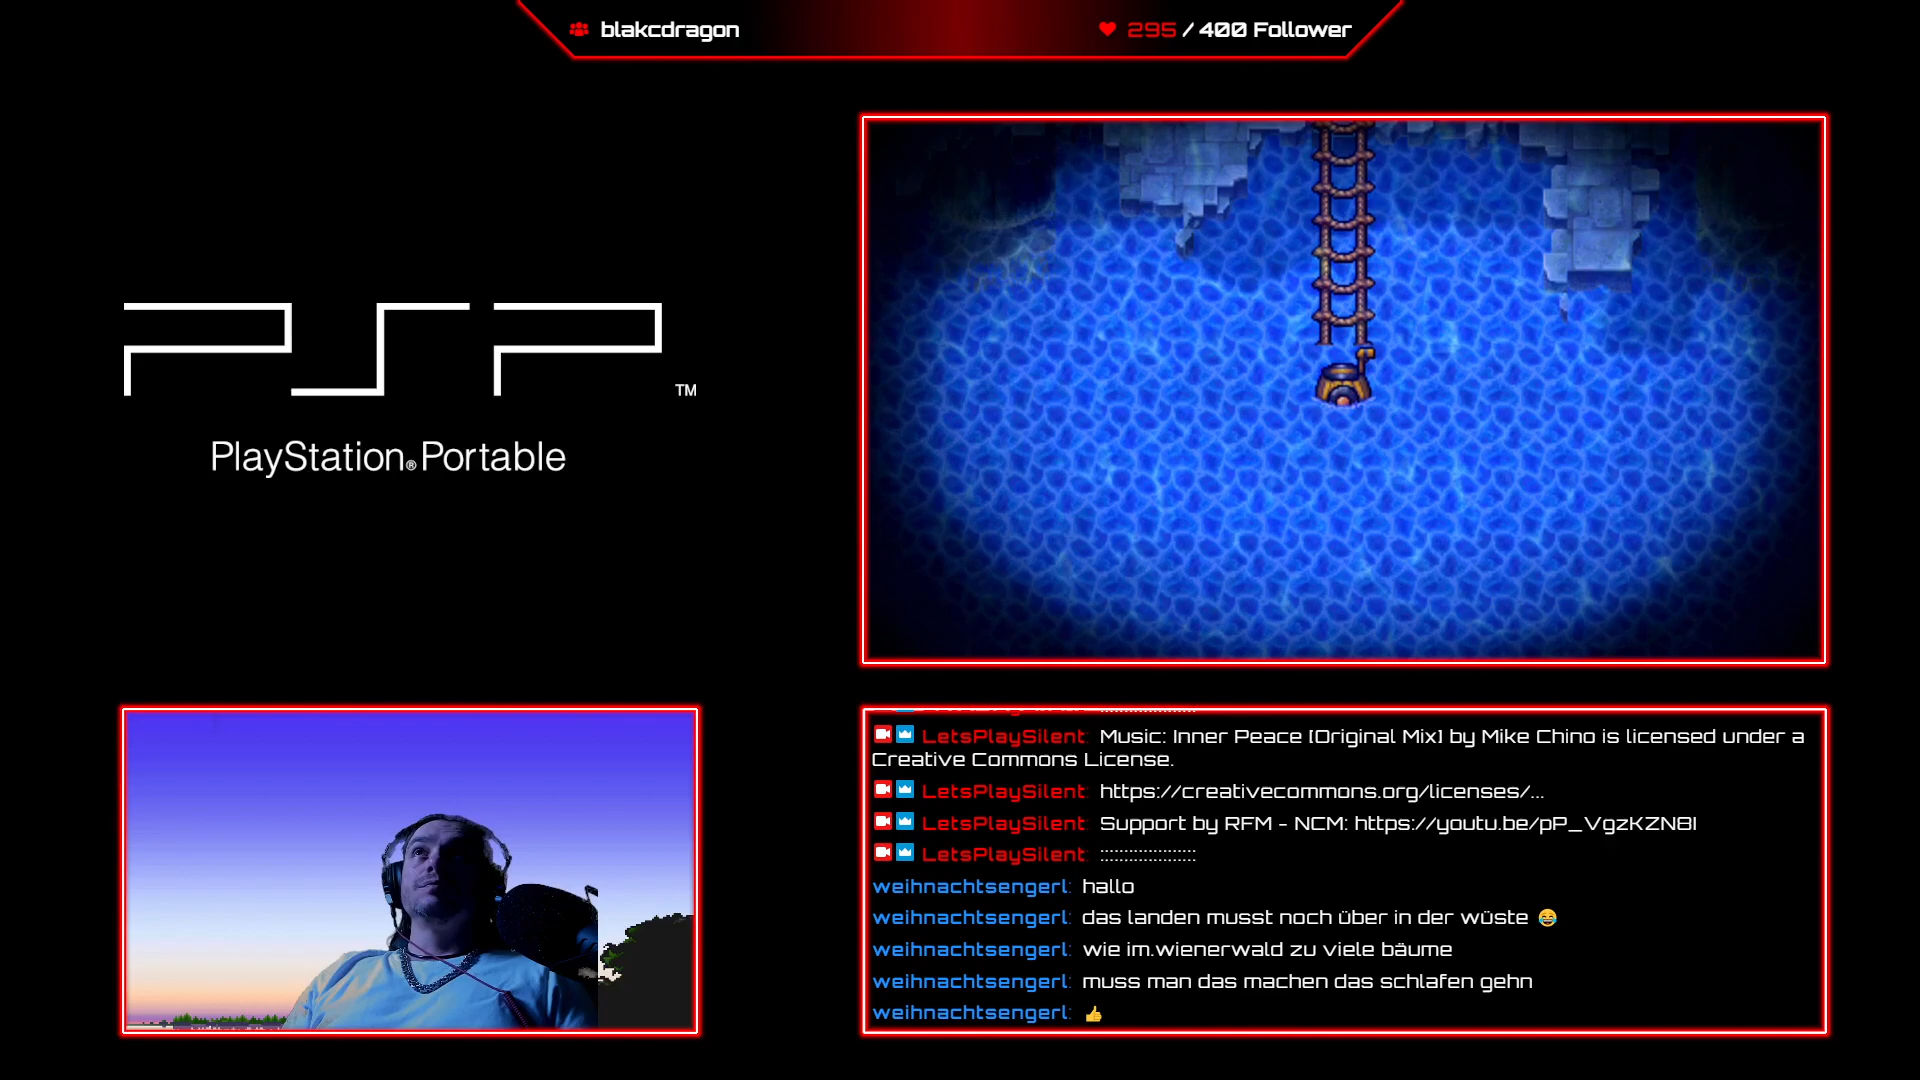 blakcdragon
295 / 400 Follower
PSP
TM
PlayStation® Portable
LetsPlaySilent: Music: Inner Peace [Original Mix] by Mike Chino is licensed under a
Creative Commons License.
LetsPlaySilent: https://creativecommons.org/licenses/...
LetsPlaySilent: Support by RFM - NCM: https://youtu.be/pP_VgzKZN8I
LetsPlaySilent: ::::::::::::::::::::
weihnachtsengerl: hallo
weihnachtsengerl: das landen musst noch über in der wüste 😂
weihnachtsengerl: wie im.wienerwald zu viele bäume
weihnachtsengerl: muss man das machen das schlafen gehn
weihnachtsengerl: 👍